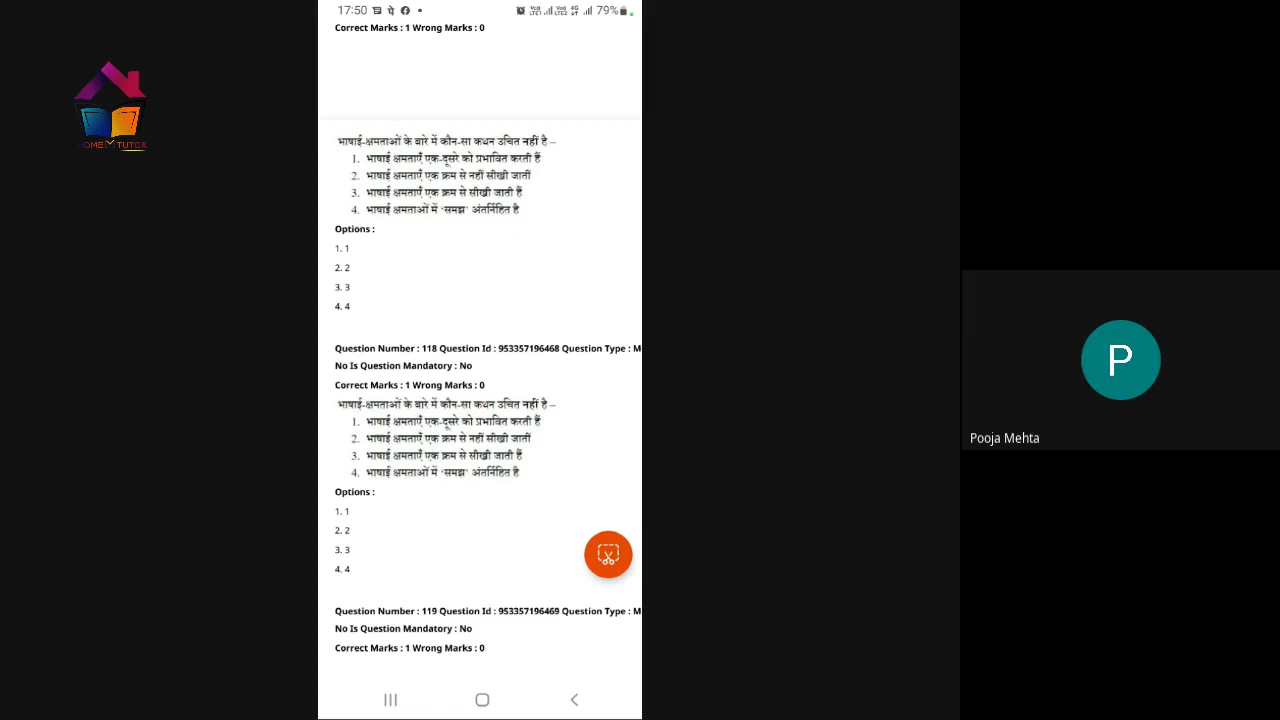 17:50
79%
Correct Marks : 1 Wrong Marks : 0
HOME TUTOR
भाषाई-क्षमताओं के बारे में कौन-सा कथन उचित नहीं है –
1. भाषाई क्षमताएँ एक-दूसरे को प्रभावित करती हैं
2. भाषाई क्षमताएँ एक क्रम से नहीं सीखी जातीं
3. भाषाई क्षमताएँ एक क्रम से सीखी जाती हैं
4. भाषाई क्षमताओं में ‘समझ’ अंतर्निहित है
Options :
1. 1
2. 2
3. 3
4. 4
Question Number : 118 Question Id : 953357196468 Question Type : M
No Is Question Mandatory : No
Correct Marks : 1 Wrong Marks : 0
भाषाई-क्षमताओं के बारे में कौन-सा कथन उचित नहीं है –
1. भाषाई क्षमताएँ एक-दूसरे को प्रभावित करती हैं
2. भाषाई क्षमताएँ एक क्रम से नहीं सीखी जातीं
3. भाषाई क्षमताएँ एक क्रम से सीखी जाती हैं
4. भाषाई क्षमताओं में ‘समझ’ अंतर्निहित है
Options :
1. 1
2. 2
3. 3
4. 4
Question Number : 119 Question Id : 953357196469 Question Type : M
No Is Question Mandatory : No
Correct Marks : 1 Wrong Marks : 0
P
Pooja Mehta